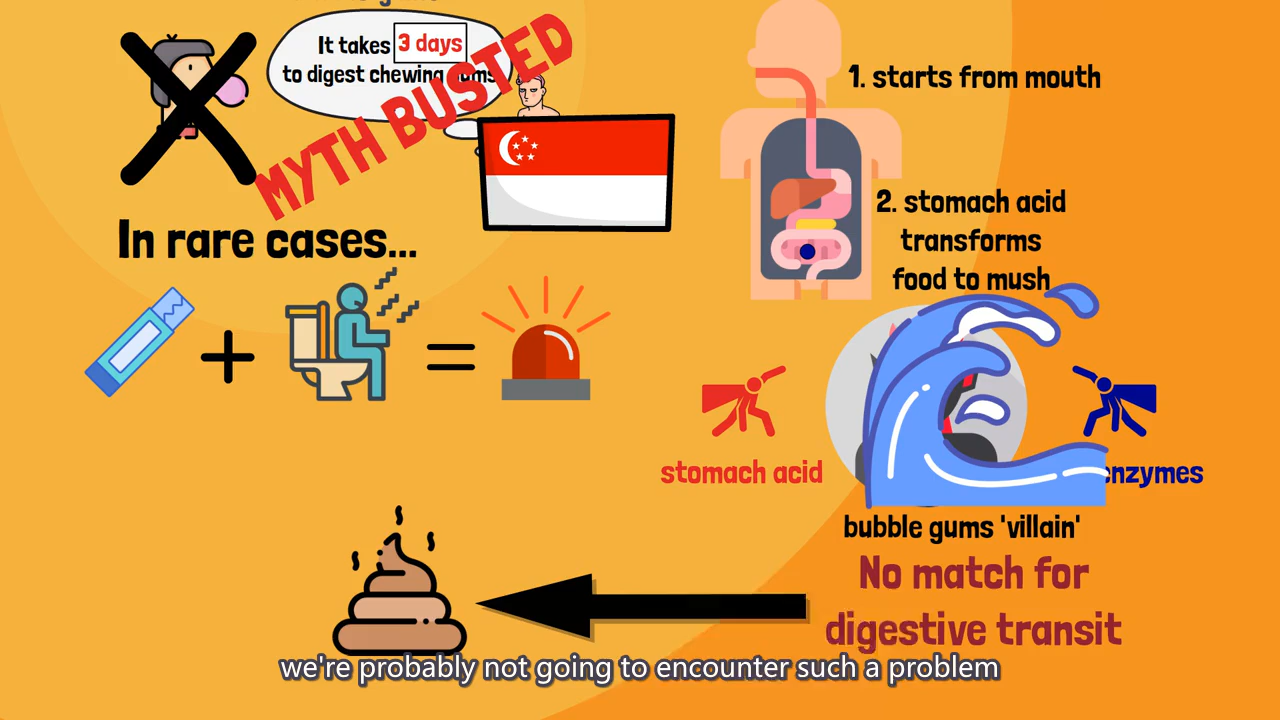 It takes 3 days
to digest chewing gums
MYTH BUSTED
In rare cases...
1. starts from mouth
2. stomach acid
transforms
food to mush
stomach acid
enzymes
bubble gums 'villain'
No match for
digestive transit
we're probably not going to encounter such a problem